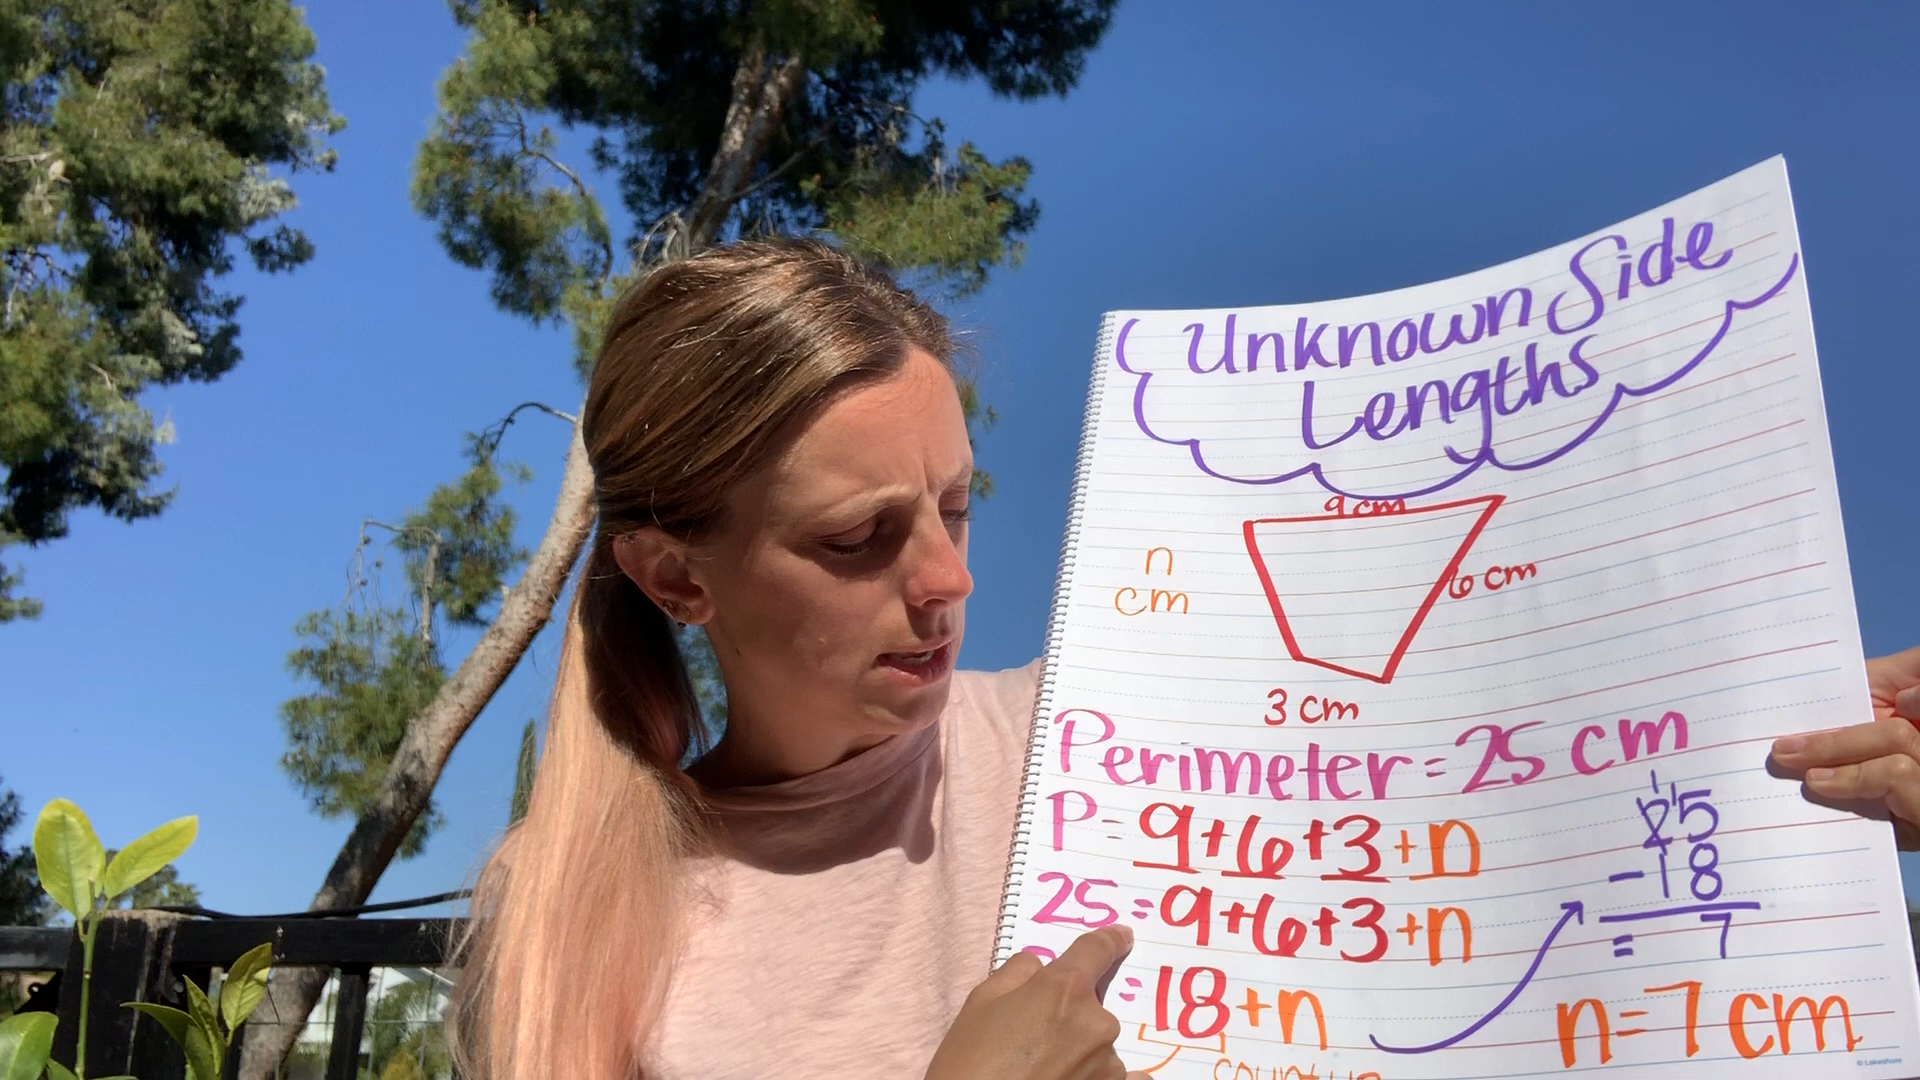 Unknown Side
Lengths
9 cm
n
cm
6 cm
3 cm
Perimeter = 25 cm
P = 9+6+3+n
25 = 9+6+3+n
= 18+n
25
- 18
= 7
n=7 cm
Lakeshore